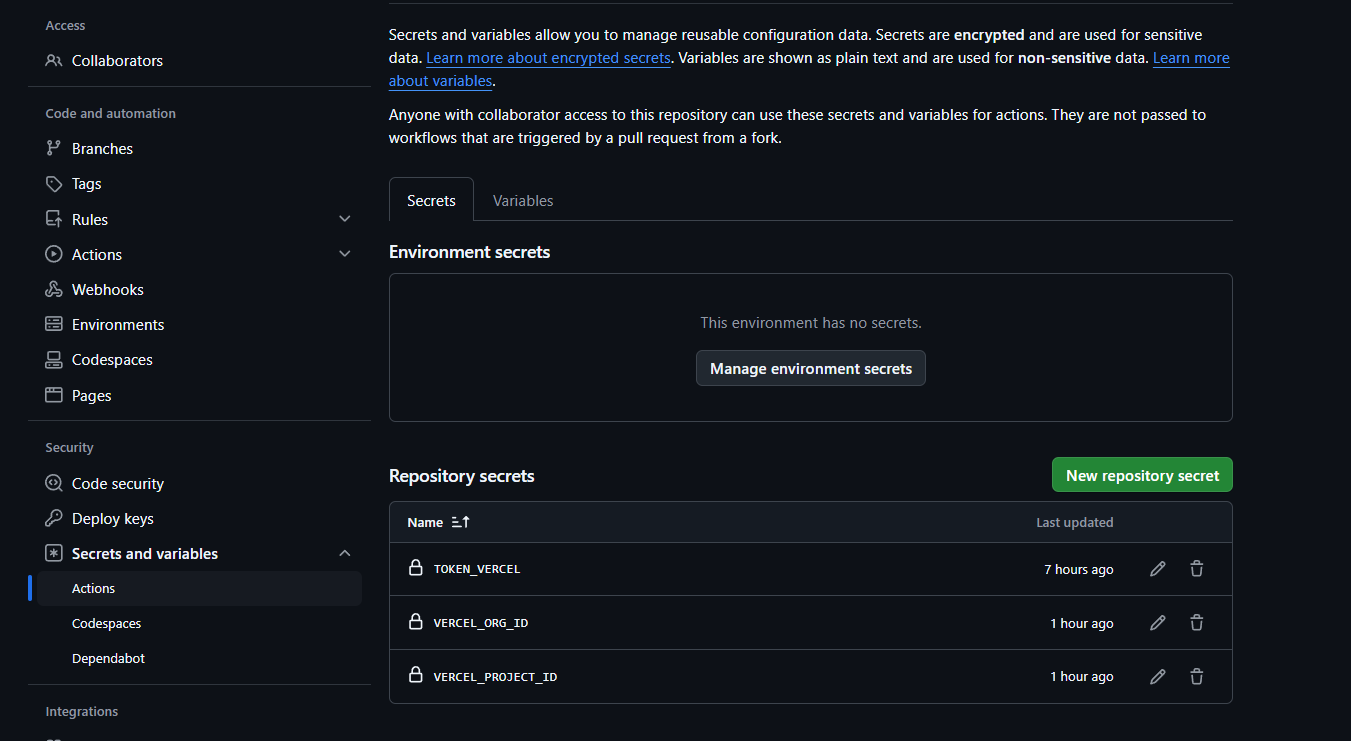 Access
Collaborators
Code and automation
Branches
Tags
Rules
Actions
Webhooks
Environments
Codespaces
Pages
Security
Code security
Deploy keys
Secrets and variables
Actions
Codespaces
Dependabot
Integrations
Secrets and variables allow you to manage reusable configuration data. Secrets are encrypted and are used for sensitive
data. Learn more about encrypted secrets. Variables are shown as plain text and are used for non-sensitive data. Learn more
about variables.
Anyone with collaborator access to this repository can use these secrets and variables for actions. They are not passed to
workflows that are triggered by a pull request from a fork.
Secrets Variables
Environment secrets
This environment has no secrets.
Manage environment secrets
Repository secrets New repository secret
Name Last updated
TOKEN_VERCEL 7 hours ago
VERCEL_ORG_ID 1 hour ago
VERCEL_PROJECT_ID 1 hour ago